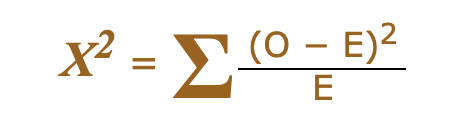 X² = ∑ (O – E)² / E